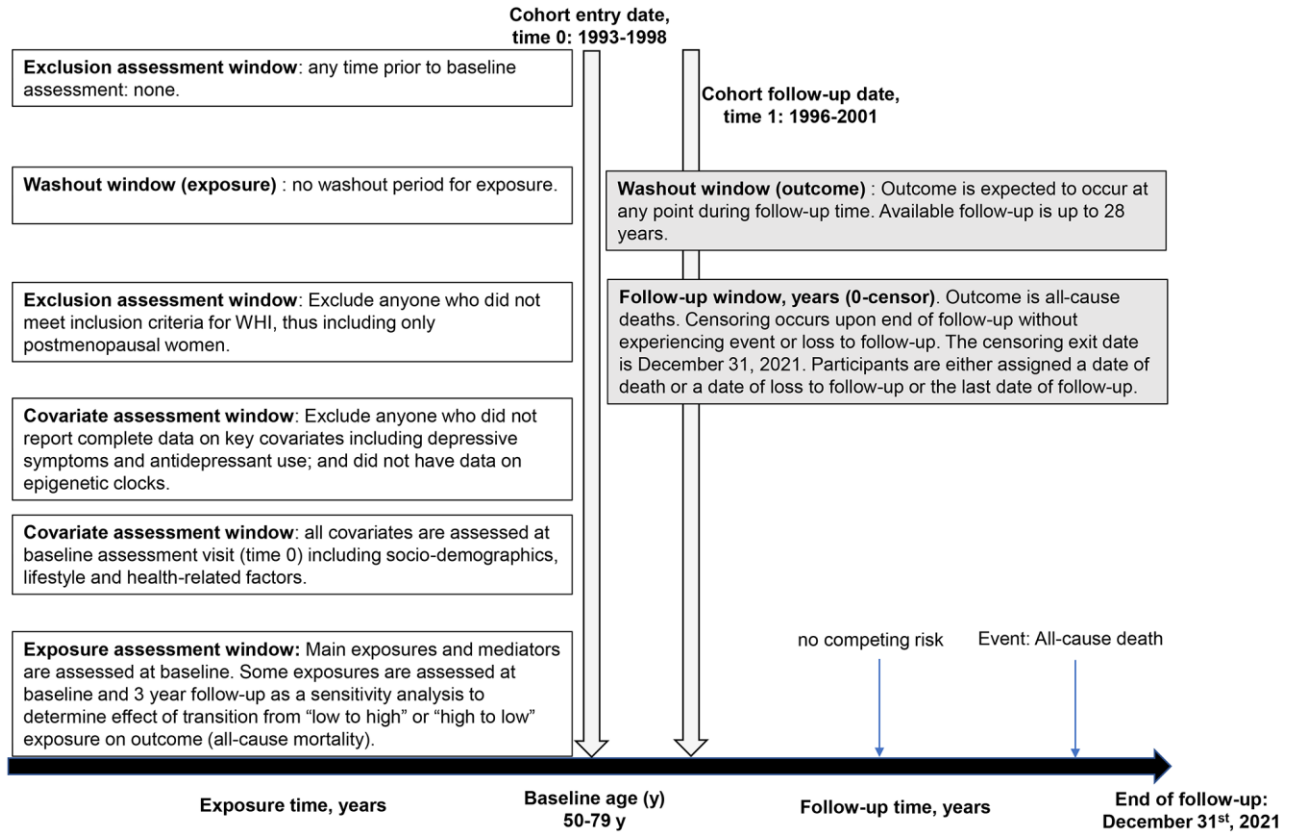 Cohort entry date,
time 0: 1993-1998
Exclusion assessment window: any time prior to baseline
assessment: none.
Cohort follow-up date,
time 1: 1996-2001
Washout window (exposure) : no washout period for exposure.
Washout window (outcome) : Outcome is expected to occur at
any point during follow-up time. Available follow-up is up to 28
years.
Exclusion assessment window: Exclude anyone who did not
meet inclusion criteria for WHI, thus including only
postmenopausal women.
Follow-up window, years (0-censor). Outcome is all-cause
deaths. Censoring occurs upon end of follow-up without
experiencing event or loss to follow-up. The censoring exit date
is December 31, 2021. Participants are either assigned a date of
death or a date of loss to follow-up or the last date of follow-up.
Covariate assessment window: Exclude anyone who did not
report complete data on key covariates including depressive
symptoms and antidepressant use; and did not have data on
epigenetic clocks.
Covariate assessment window: all covariates are assessed at
baseline assessment visit (time 0) including socio-demographics,
lifestyle and health-related factors.
Exposure assessment window: Main exposures and mediators
are assessed at baseline. Some exposures are assessed at
baseline and 3 year follow-up as a sensitivity analysis to
determine effect of transition from “low to high” or “high to low”
exposure on outcome (all-cause mortality).
no competing risk
Event: All-cause death
Exposure time, years
Baseline age (y)
50-79 y
Follow-up time, years
End of follow-up:
December 31st, 2021